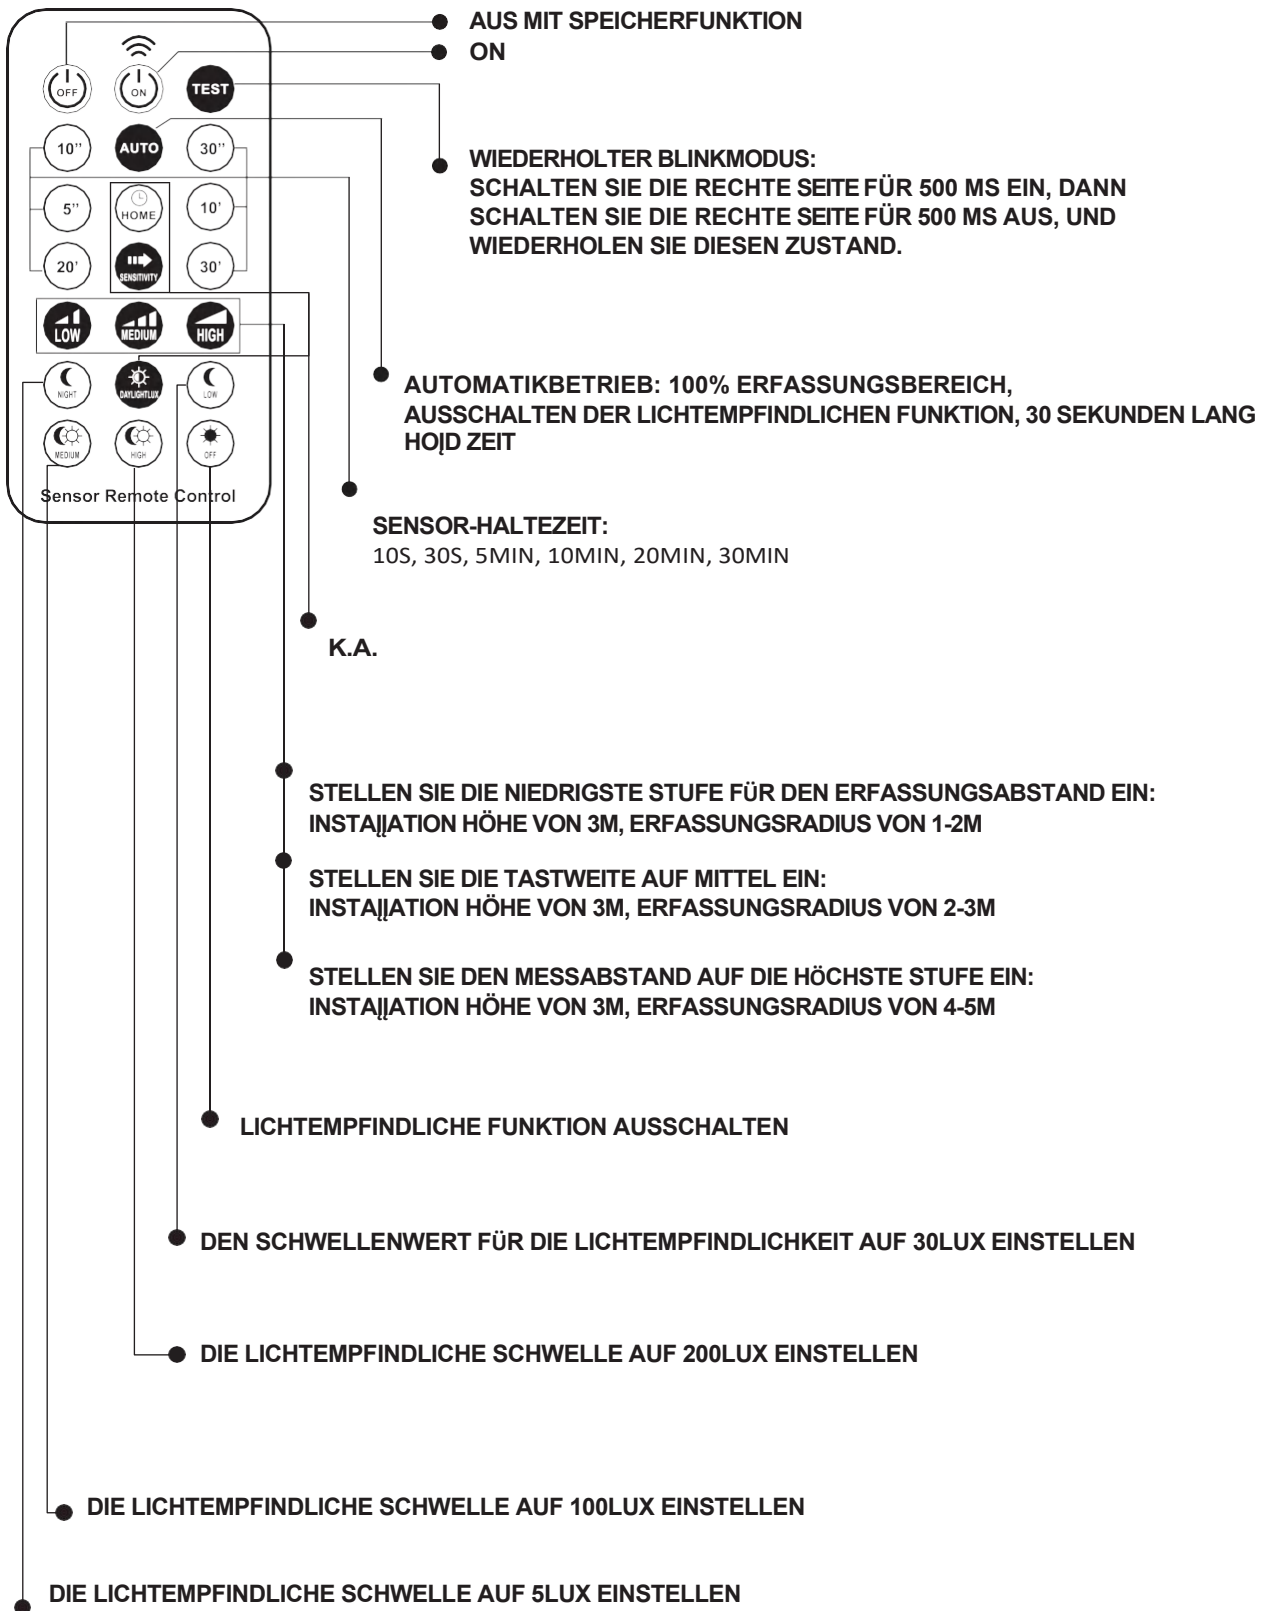 AUS MIT SPEICHERFUNKTION
ON
OFF
ON
TEST
10''
AUTO
30''
5''
HOME
10'
20'
SENSITIVITY
30'
LOW
MEDIUM
HIGH
NIGHT
DAYLIGHTLUX
LOW
MEDIUM
HIGH
OFF
Sensor Remote Control
WIEDERHOLTER BLINKMODUS:
SCHALTEN SIE DIE RECHTE SEITE FÜR 500 MS EIN, DANN
SCHALTEN SIE DIE RECHTE SEITE FÜR 500 MS AUS, UND
WIEDERHOLEN SIE DIESEN ZUSTAND.
AUTOMATIKBETRIEB: 100% ERFASSUNGSBEREICH,
AUSSCHALTEN DER LICHTEMPFINDLICHEN FUNKTION, 30 SEKUNDEN LANG
HOĮD ZEIT
SENSOR-HALTEZEIT:
10S, 30S, 5MIN, 10MIN, 20MIN, 30MIN
K.A.
STELLEN SIE DIE NIEDRIGSTE STUFE FÜR DEN ERFASSUNGSABSTAND EIN:
INSTAĮĮATION HÖHE VON 3M, ERFASSUNGSRADIUS VON 1-2M
STELLEN SIE DIE TASTWEITE AUF MITTEL EIN:
INSTAĮĮATION HÖHE VON 3M, ERFASSUNGSRADIUS VON 2-3M
STELLEN SIE DEN MESSABSTAND AUF DIE HÖCHSTE STUFE EIN:
INSTAĮĮATION HÖHE VON 3M, ERFASSUNGSRADIUS VON 4-5M
LICHTEMPFINDLICHE FUNKTION AUSSCHALTEN
DEN SCHWELLENWERT FÜR DIE LICHTEMPFINDLICHKEIT AUF 30LUX EINSTELLEN
DIE LICHTEMPFINDLICHE SCHWELLE AUF 200LUX EINSTELLEN
DIE LICHTEMPFINDLICHE SCHWELLE AUF 100LUX EINSTELLEN
DIE LICHTEMPFINDLICHE SCHWELLE AUF 5LUX EINSTELLEN